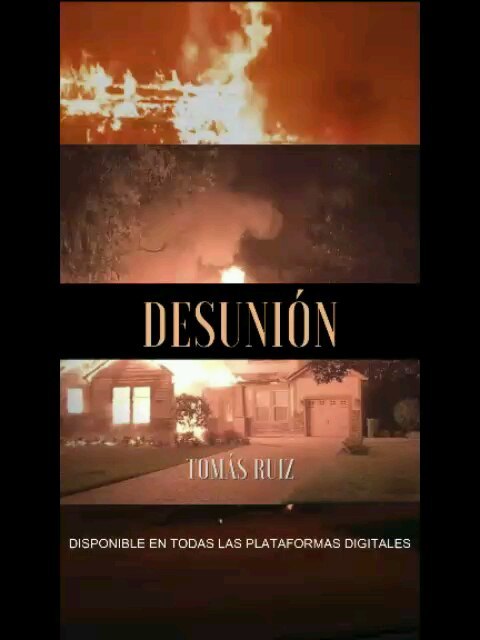 DESUNIÓN
TOMÁS RUIZ
DISPONIBLE EN TODAS LAS PLATAFORMAS DIGITALES